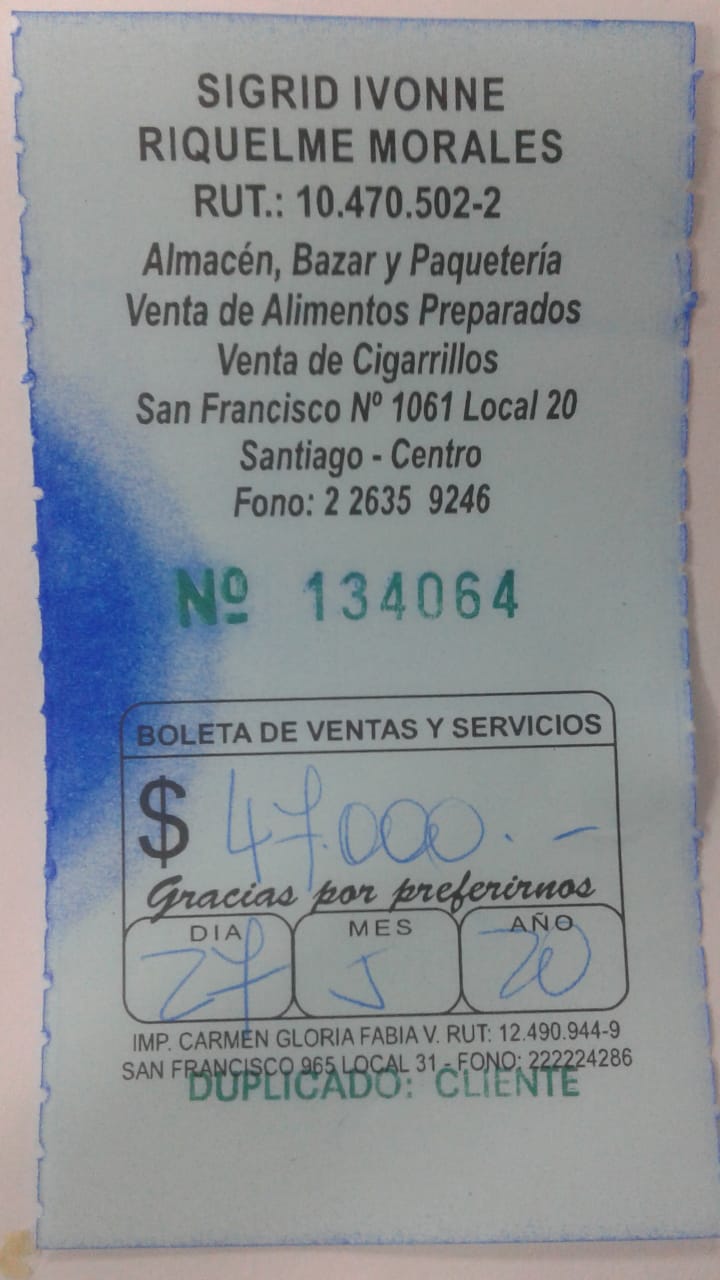 SIGRID IVONNE
RIQUELME MORALES
RUT.: 10.470.502-2
Almacén, Bazar y Paquetería
Venta de Alimentos Preparados
Venta de Cigarrillos
San Francisco Nº 1061 Local 20
Santiago - Centro
Fono: 2 2635 9246
Nº 134064
BOLETA DE VENTAS Y SERVICIOS
$ 47.000.-
Gracias por preferirnos
DIA MES AÑO
27 5 20
IMP. CARMEN GLORIA FABIA V. RUT: 12.490.944-9
SAN FRANCISCO 965 LOCAL 31 - FONO: 222224286
DUPLICADO: CLIENTE